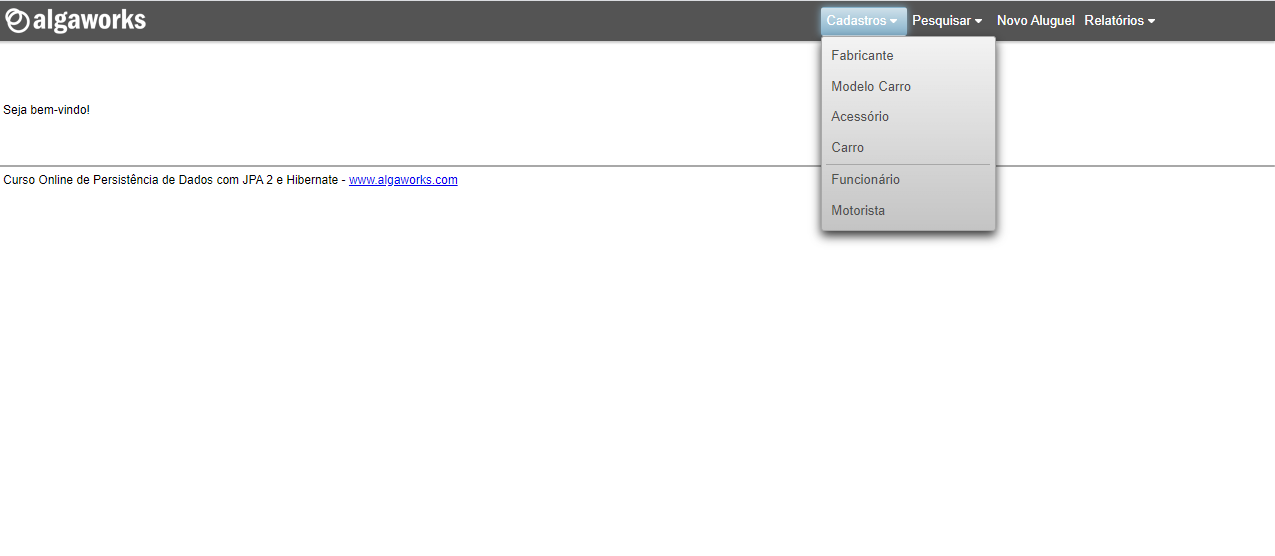 algaworks
Cadastros Pesquisar Novo Aluguel Relatórios
Fabricante
Modelo Carro
Acessório
Carro
Funcionário
Motorista
Seja bem-vindo!
Curso Online de Persistência de Dados com JPA 2 e Hibernate - www.algaworks.com